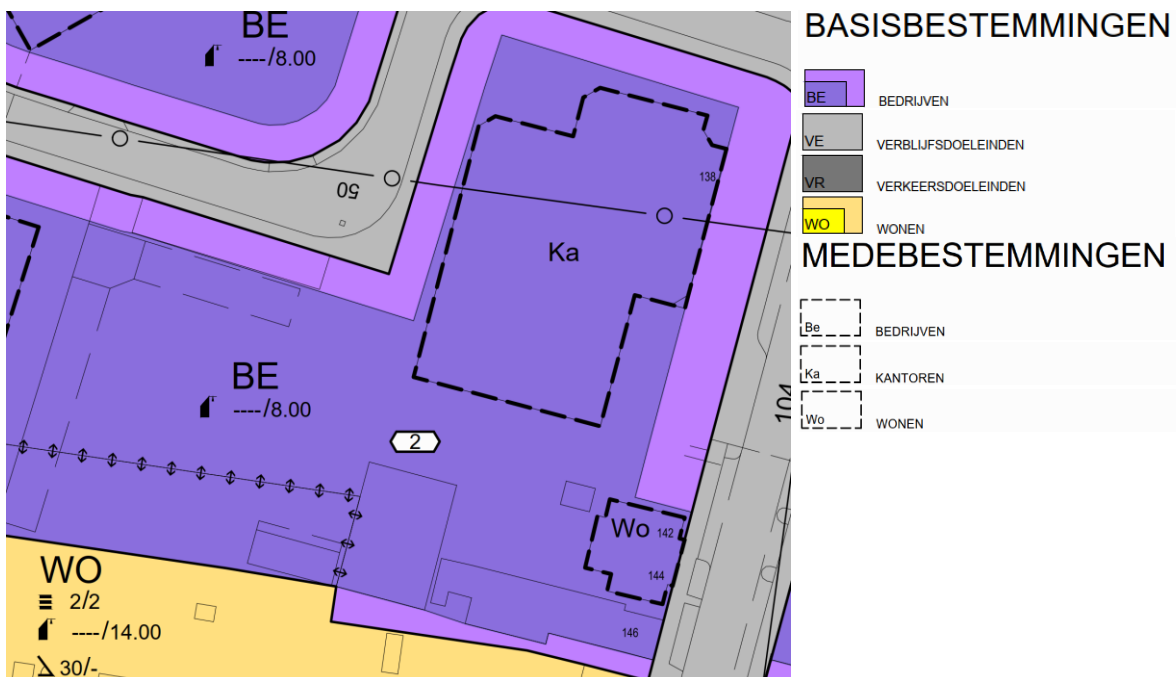 BE
----/8.00
50
138
Ka
BE
----/8.00
104
2
Wo
142
144
146
WO
2/2
----/14.00
30/-
BASISBESTEMMINGEN
BE BEDRIJVEN
VE VERBLIJFSDOELEINDEN
VR VERKEERSDOELEINDEN
WO WONEN
MEDEBESTEMMINGEN
Be BEDRIJVEN
Ka KANTOREN
Wo WONEN